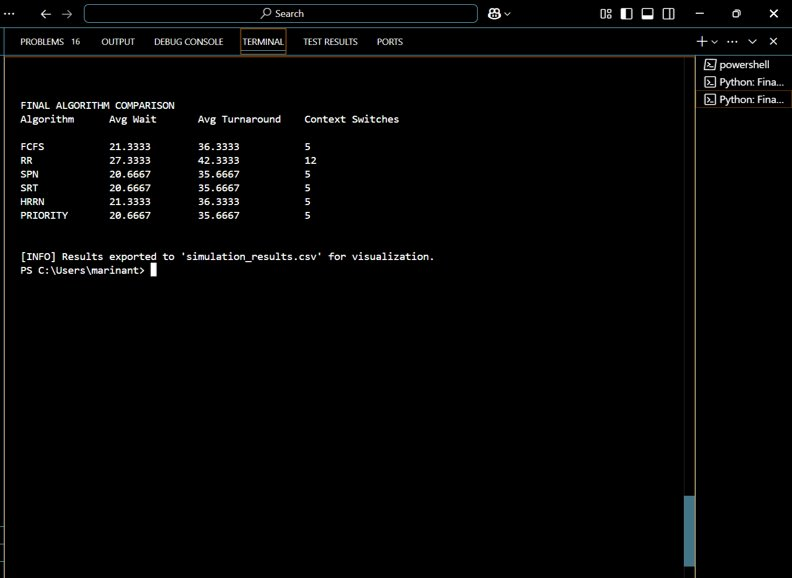 Search
PROBLEMS 16 OUTPUT DEBUG CONSOLE TERMINAL TEST RESULTS PORTS
powershell
Python: Fina...
Python: Fina...
FINAL ALGORITHM COMPARISON
Algorithm Avg Wait Avg Turnaround Context Switches
FCFS 21.3333 36.3333 5
RR 27.3333 42.3333 12
SPN 20.6667 35.6667 5
SRT 20.6667 35.6667 5
HRRN 21.3333 36.3333 5
PRIORITY 20.6667 35.6667 5
[INFO] Results exported to 'simulation_results.csv' for visualization.
PS C:\Users\marinant>